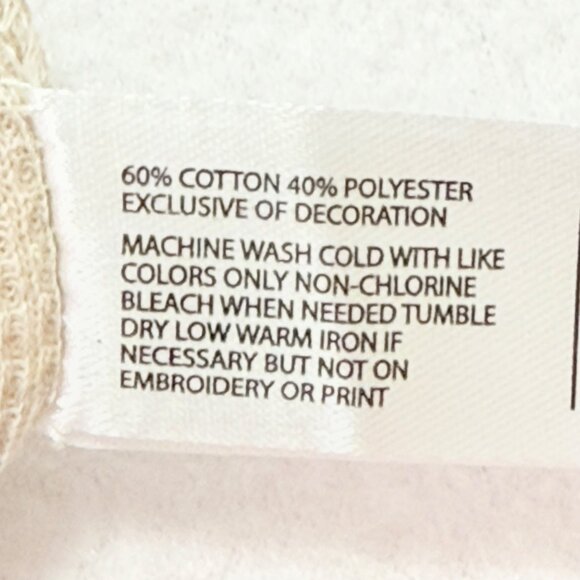 60% COTTON 40% POLYESTER
EXCLUSIVE OF DECORATION
MACHINE WASH COLD WITH LIKE
COLORS ONLY NON-CHLORINE
BLEACH WHEN NEEDED TUMBLE
DRY LOW WARM IRON IF
NECESSARY BUT NOT ON
EMBROIDERY OR PRINT